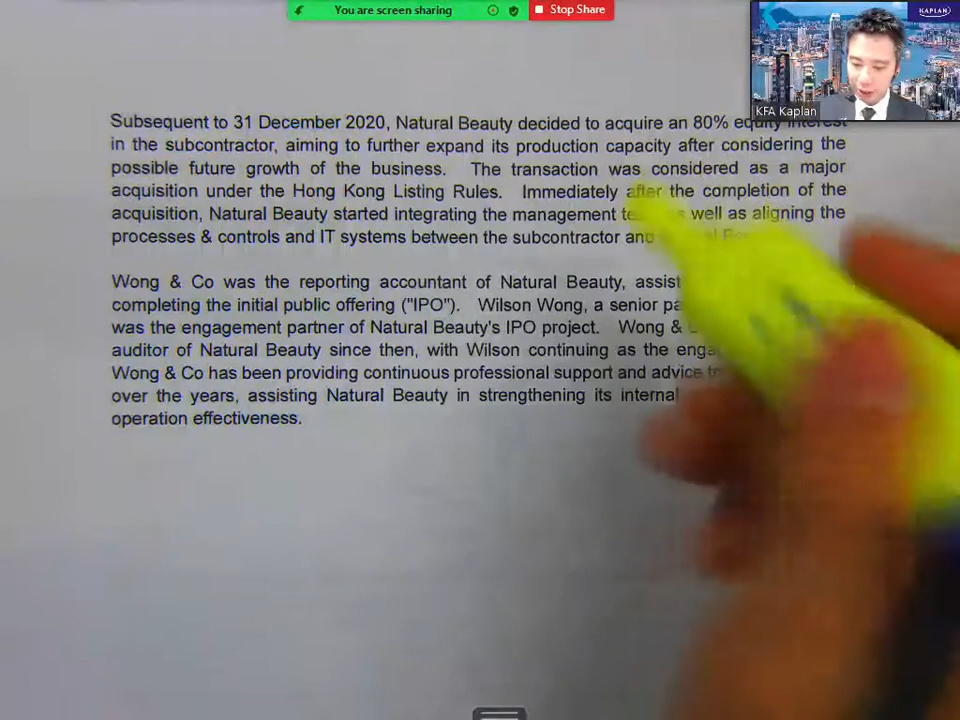 You are screen sharing
Stop Share
KAPLAN
KFA Kaplan
Subsequent to 31 December 2020, Natural Beauty decided to acquire an 80% equity interest
in the subcontractor, aiming to further expand its production capacity after considering the
possible future growth of the business. The transaction was considered as a major
acquisition under the Hong Kong Listing Rules. Immediately after the completion of the
acquisition, Natural Beauty started integrating the management well as aligning the
processes & controls and IT systems between the subcontractor and
Wong & Co was the reporting accountant of Natural Beauty, assist
completing the initial public offering ("IPO"). Wilson Wong, a senior pa
was the engagement partner of Natural Beauty's IPO project. Wong &
auditor of Natural Beauty since then, with Wilson continuing as the enga
Wong & Co has been providing continuous professional support and advice
over the years, assisting Natural Beauty in strengthening its internal
operation effectiveness.